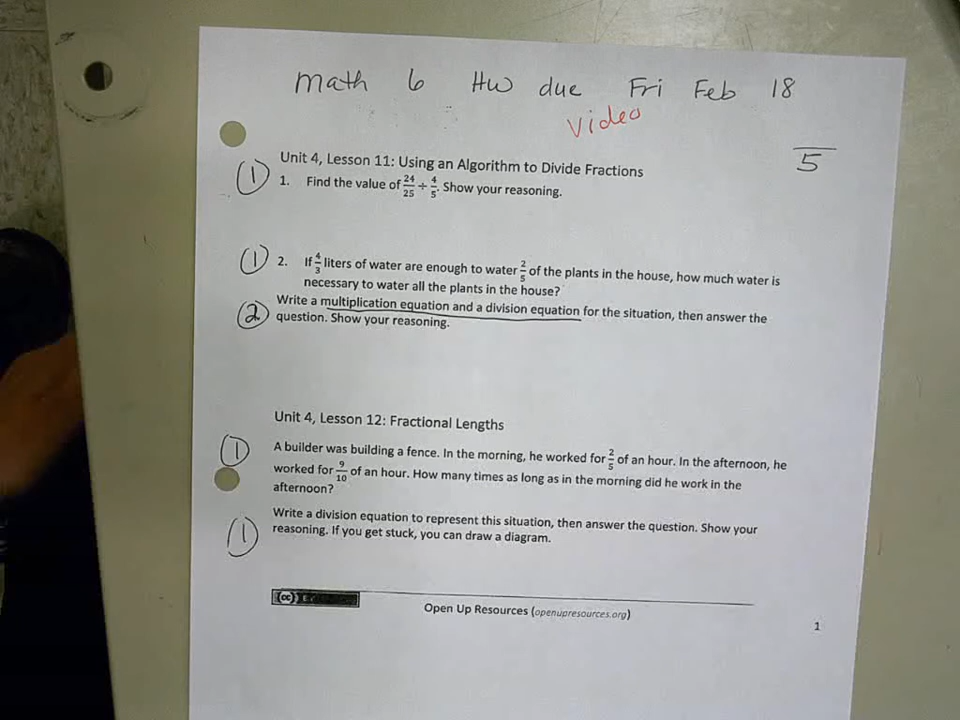 math 6 HW due Fri Feb 18
video
5
Unit 4, Lesson 11: Using an Algorithm to Divide Fractions
(1) 1. Find the value of 24/25 ÷ 4/5. Show your reasoning.
(1) 2. If 4/3 liters of water are enough to water 2/5 of the plants in the house, how much water is
necessary to water all the plants in the house?
Write a multiplication equation and a division equation for the situation, then answer the
(2) question. Show your reasoning.
Unit 4, Lesson 12: Fractional Lengths
(1) A builder was building a fence. In the morning, he worked for 2/5 of an hour. In the afternoon, he
worked for 9/10 of an hour. How many times as long as in the morning did he work in the
afternoon?
Write a division equation to represent this situation, then answer the question. Show your
(1) reasoning. If you get stuck, you can draw a diagram.
(cc)
Open Up Resources (openupresources.org)
1